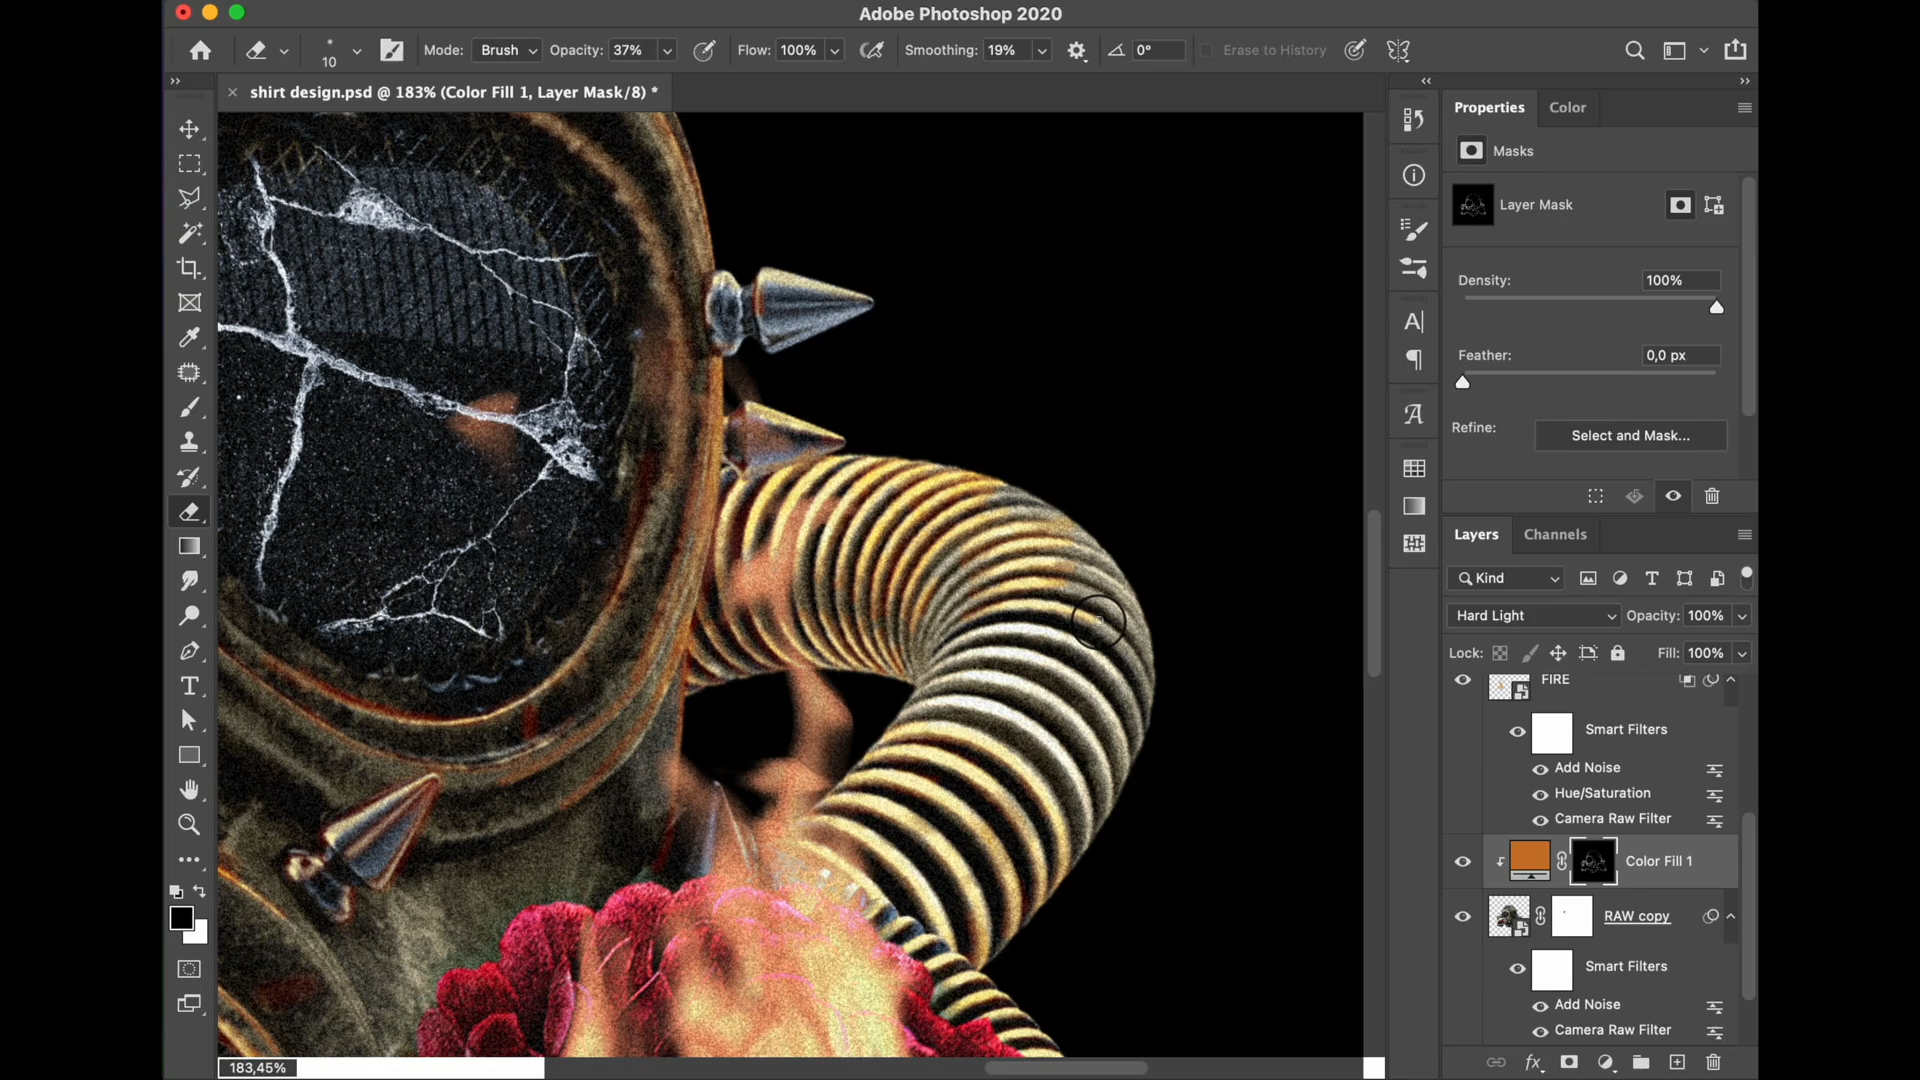 Adobe Photoshop 2020
10 Mode: Brush Opacity: 37% Flow: 100% Smoothing: 19% 0° Erase to History
shirt design.psd @ 183% (Color Fill 1, Layer Mask/8) *
Properties Color
Masks
Layer Mask
Density: 100%
Feather: 0,0 px
Refine: Select and Mask...
Layers Channels
Kind
Hard Light Opacity: 100%
Lock: Fill: 100%
FIRE
Smart Filters
Add Noise
Hue/Saturation
Camera Raw Filter
Color Fill 1
RAW copy
Smart Filters
Add Noise
Camera Raw Filter
183,45%